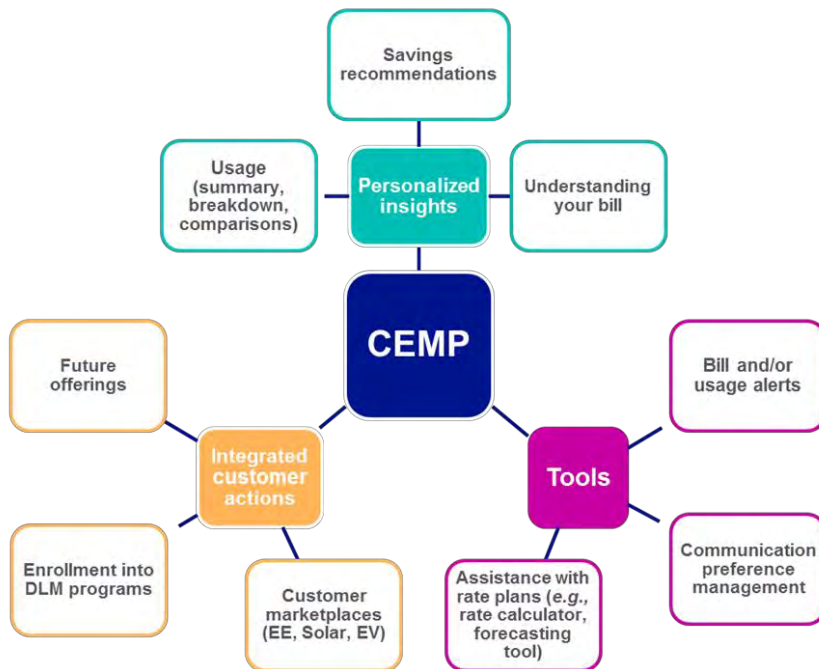 Savings
recommendations
Usage
(summary,
breakdown,
comparisons)
Personalized
insights
Understanding
your bill
CEMP
Future
offerings
Bill and/or
usage alerts
Integrated
customer
actions
Tools
Enrollment into
DLM programs
Customer
marketplaces
(EE, Solar, EV)
Assistance with
rate plans (e.g.,
rate calculator,
forecasting
tool)
Communication
preference
management